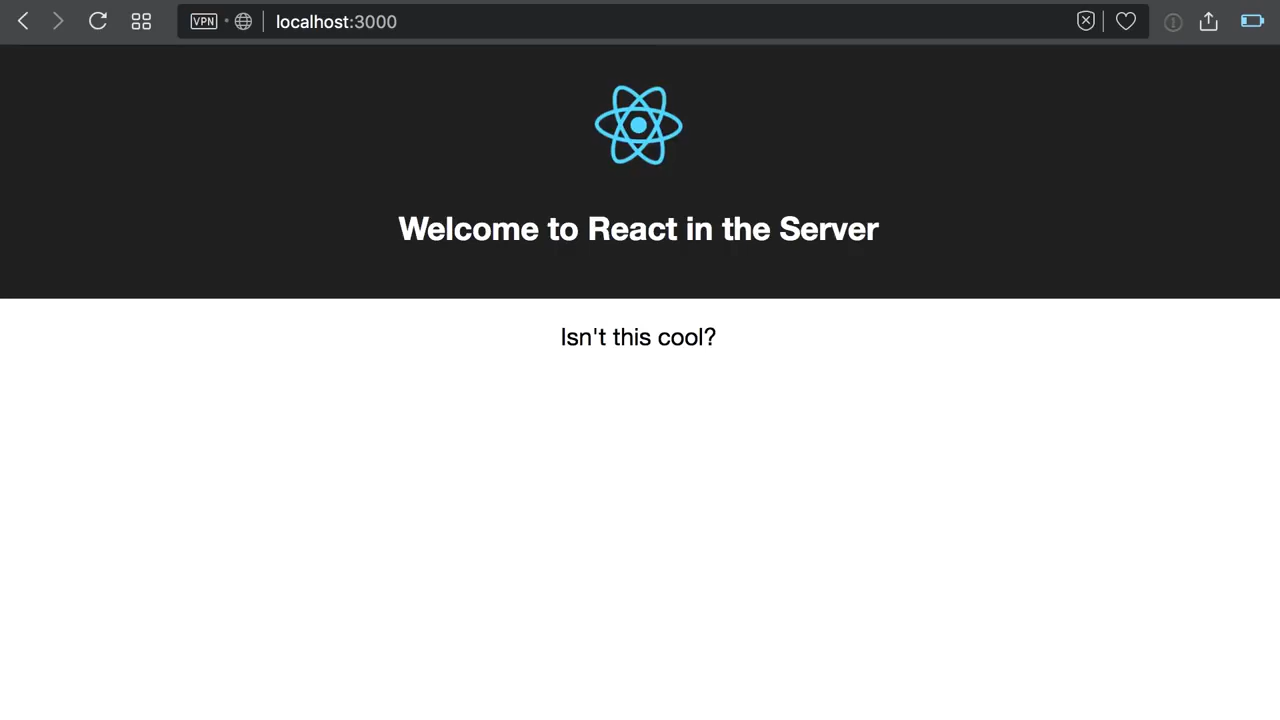 VPN
localhost:3000
Welcome to React in the Server
Isn't this cool?